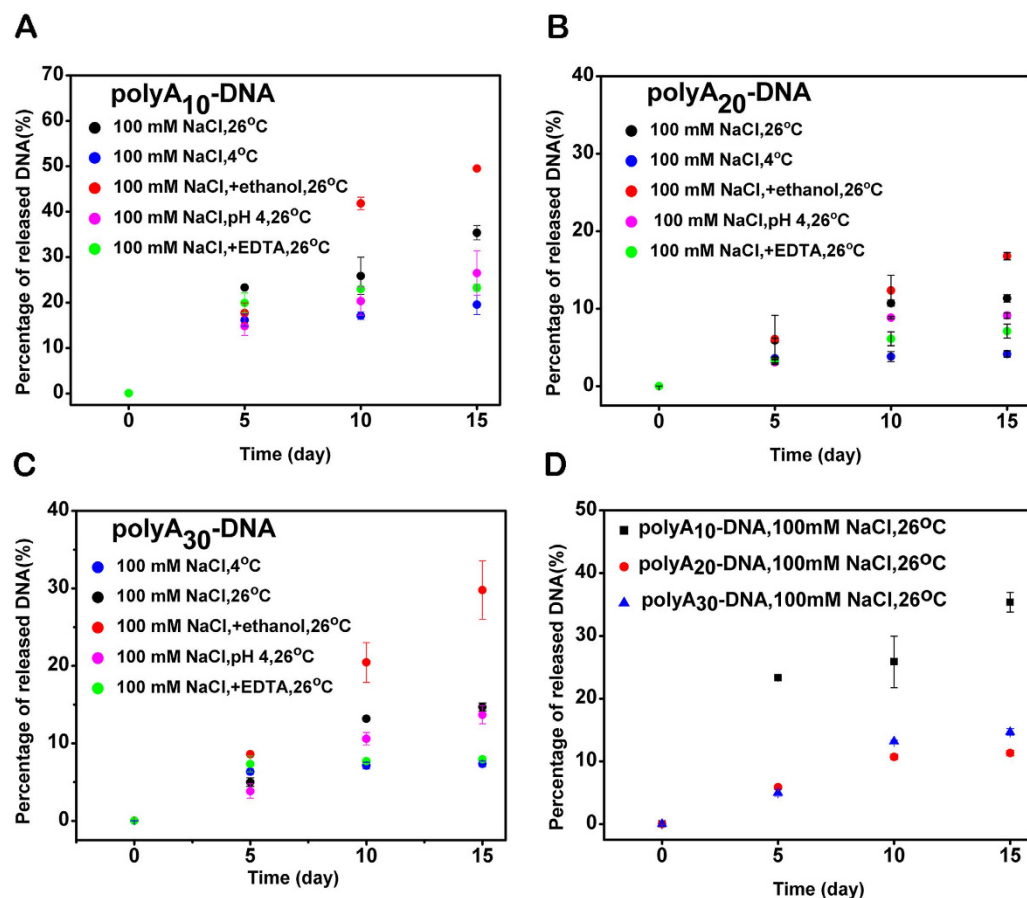 A
polyA10-DNA
100 mM NaCl,26oC
100 mM NaCl,4oC
100 mM NaCl,+ethanol,26oC
100 mM NaCl,pH 4,26oC
100 mM NaCl,+EDTA,26oC
Percentage of released DNA(%)
70
60
50
40
30
20
10
0
0 5 10 15
Time (day)
B
polyA20-DNA
100 mM NaCl,26oC
100 mM NaCl,4oC
100 mM NaCl,+ethanol,26oC
100 mM NaCl,pH 4,26oC
100 mM NaCl,+EDTA,26oC
Percentage of released DNA(%)
40
30
20
10
0
0 5 10 15
Time (day)
C
polyA30-DNA
100 mM NaCl,4oC
100 mM NaCl,26oC
100 mM NaCl,+ethanol,26oC
100 mM NaCl,pH 4,26oC
100 mM NaCl,+EDTA,26oC
Percentage of released DNA(%)
40
30
20
10
0
0 5 10 15
Time (day)
D
polyA10-DNA,100mM NaCl,26oC
polyA20-DNA,100mM NaCl,26oC
polyA30-DNA,100mM NaCl,26oC
Percentage of released DNA(%)
50
40
30
20
10
0
0 5 10 15
Time (day)